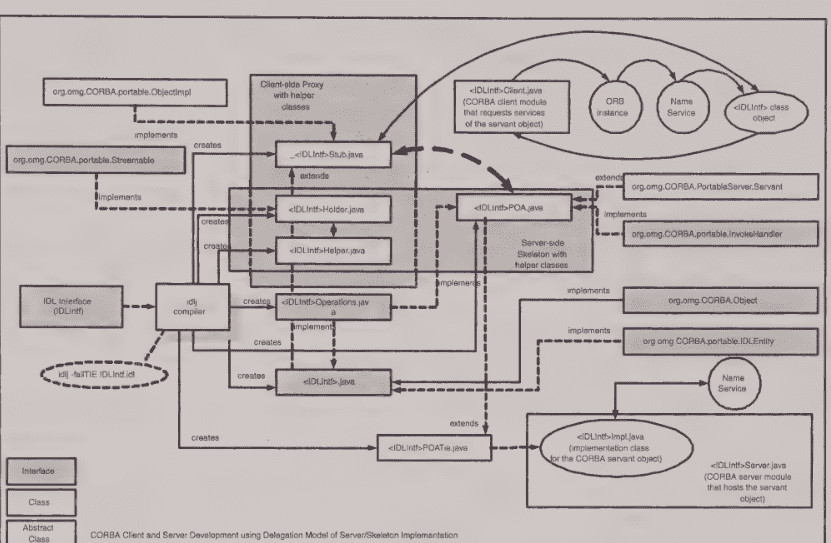 Client-side Proxy
with helper
classes
org.omg.CORBA.portable.ObjectImpl
<IDLIntf>Client.java
(CORBA client module
that requests services
of the servant object)
ORB
Instance
Name
Service
<IDLIntf> class
object
implements
creates
_<IDLIntf>Stub.java
org.omg.CORBA.portable.Streamable
extends
extends
org.omg.CORBA.PortableServer.Servant
implements
<IDLIntf>Holder.java
<IDLIntf>POA.java
implements
creates
org.omg.CORBA.portable.InvokeHandler
creates
<IDLIntf>Helper.java
Server-side
Skeleton with
helper classes
implements
IDL Interface
(IDLIntf)
idlj
compiler
creates
<IDLIntf>Operations.jav
a
implements
org.omg.CORBA.Object
implement
implements
org.omg.CORBA.portable.IDLEntity
creates
idlj -fallTIE IDLIntf.idl
creates
<IDLIntf>.java
Name
Service
extends
creates
<IDLIntf>POATie.java
<IDLIntf>Impl.java
(implementation class
for the CORBA servant object)
<IDLIntf>Server.java
(CORBA server module
that hosts the servant
object)
Interface
Class
Abstract
Class
CORBA Client and Server Development using Delegation Model of Server/Skeleton Implementation